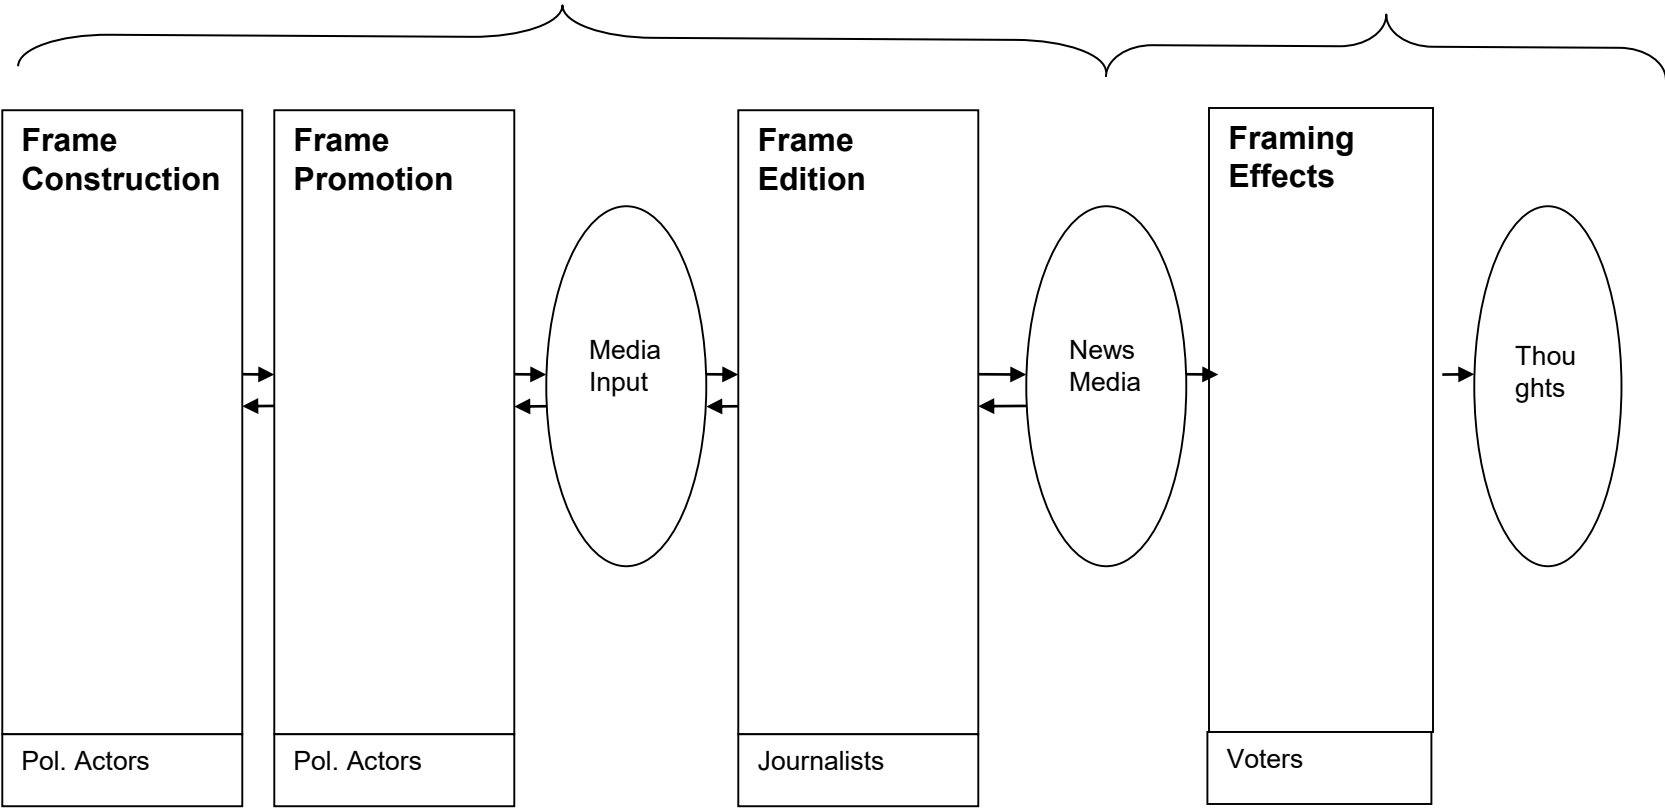 Frame
Construction
Frame
Promotion
Frame
Edition
Framing
Effects
Media
Input
News
Media
Thou
ghts
Pol. Actors
Pol. Actors
Journalists
Voters